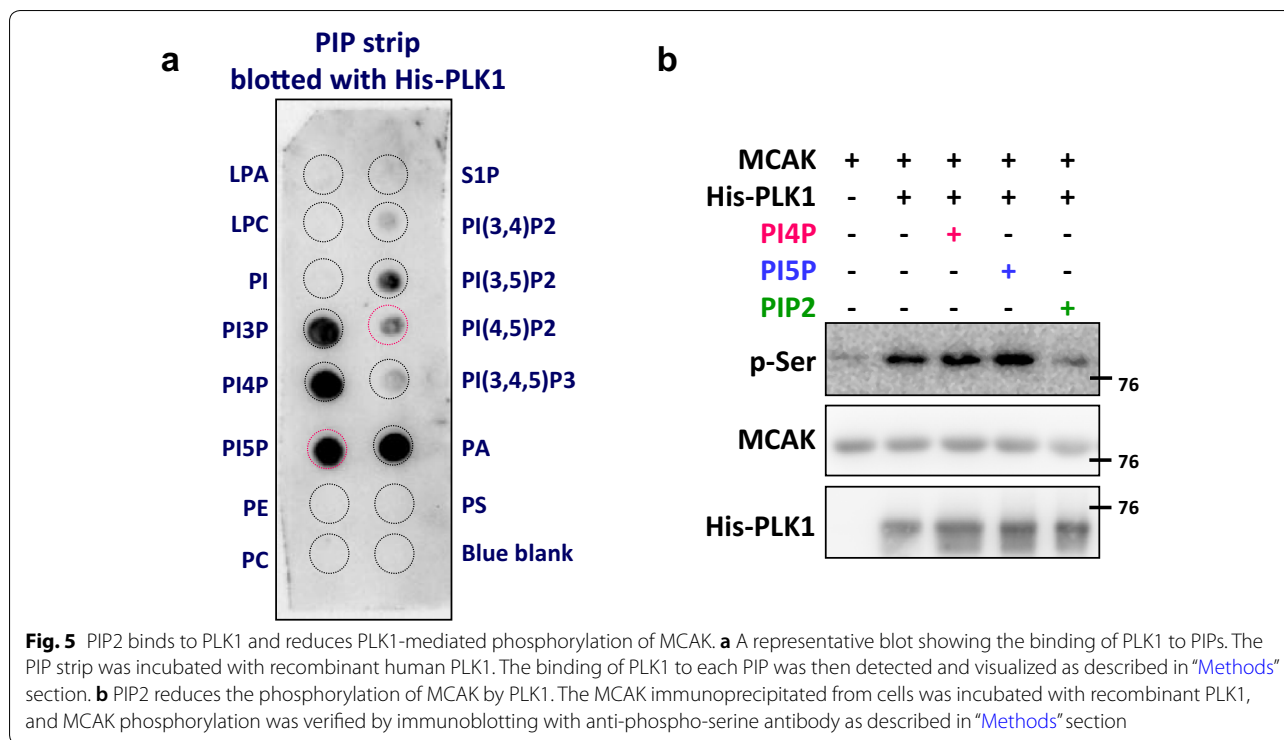 a
PIP strip
blotted with His-PLK1
LPA S1P
LPC PI(3,4)P2
PI PI(3,5)P2
PI3P PI(4,5)P2
PI4P PI(3,4,5)P3
PI5P PA
PE PS
PC Blue blank
b
MCAK + + + + +
His-PLK1 - + + + +
PI4P - - + - -
PI5P - - - + -
PIP2 - - - - +
p-Ser 76
MCAK 76
His-PLK1 76
Fig. 5 PIP2 binds to PLK1 and reduces PLK1-mediated phosphorylation of MCAK. a A representative blot showing the binding of PLK1 to PIPs. The
PIP strip was incubated with recombinant human PLK1. The binding of PLK1 to each PIP was then detected and visualized as described in “Methods”
section. b PIP2 reduces the phosphorylation of MCAK by PLK1. The MCAK immunoprecipitated from cells was incubated with recombinant PLK1,
and MCAK phosphorylation was verified by immunoblotting with anti-phospho-serine antibody as described in “Methods” section